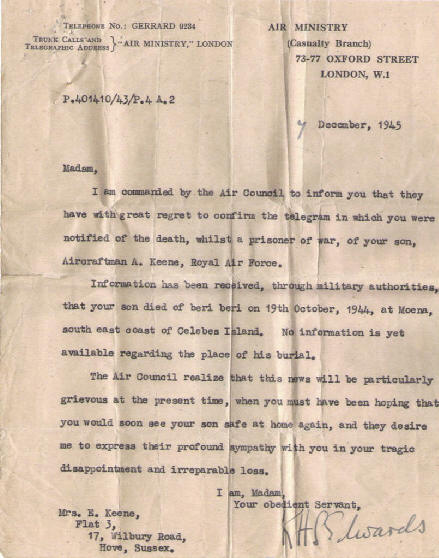 TELEPHONE NO.: GERRARD 9234
TRUNK CALLS AND
TELEGRAPHIC ADDRESS } "AIR MINISTRY," LONDON
AIR MINISTRY
(Casualty Branch)
73-77 OXFORD STREET
LONDON, W.1
P.401410/43/P.4 A.2
7 December, 1945
Madam,
I am commanded by the Air Council to inform you that they
have with great regret to confirm the telegram in which you were
notified of the death, whilst a prisoner of war, of your son,
Aircraftman A. Keene, Royal Air Force.
Information has been received, through military authorities,
that your son died of beri beri on 19th October, 1944, at Moena,
south east coast of Celebes Island. No information is yet
available regarding the place of his burial.
The Air Council realize that this news will be particularly
grievous at the present time, when you must have been hoping that
you would soon see your son safe at home again, and they desire
me to express their profound sympathy with you in your tragic
disappointment and irreparable loss.
I am, Madam,
Your obedient Servant,
Edwards
Mrs. E. Keene,
Flat 3,
17, Wilbury Road,
Hove, Sussex.